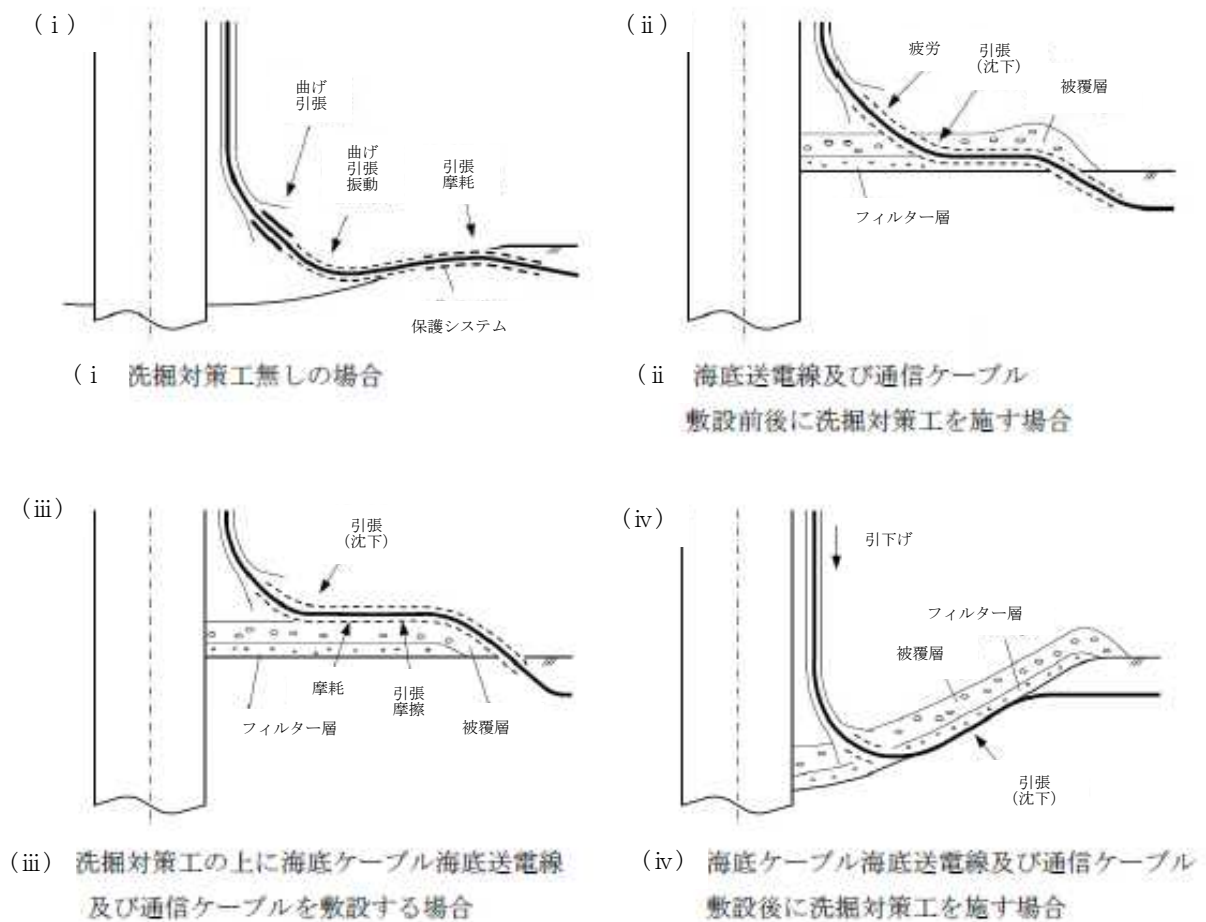 (ⅰ)
曲げ
引張
曲げ
引張
振動
引張
摩耗
保護システム
(ⅰ 洗掘対策工無しの場合
(ⅱ)
疲労
引張
(沈下)
被覆層
フィルター層
(ⅱ 海底送電線及び通信ケーブル
敷設前後に洗掘対策工を施す場合
(ⅲ)
引張
(沈下)
摩耗
引張
摩擦
フィルター層
被覆層
(ⅲ) 洗掘対策工の上に海底ケーブル海底送電線
及び通信ケーブルを敷設する場合
(ⅳ)
引下げ
フィルター層
被覆層
引張
(沈下)
(ⅳ) 海底ケーブル海底送電線及び通信ケーブル
敷設後に洗掘対策工を施す場合